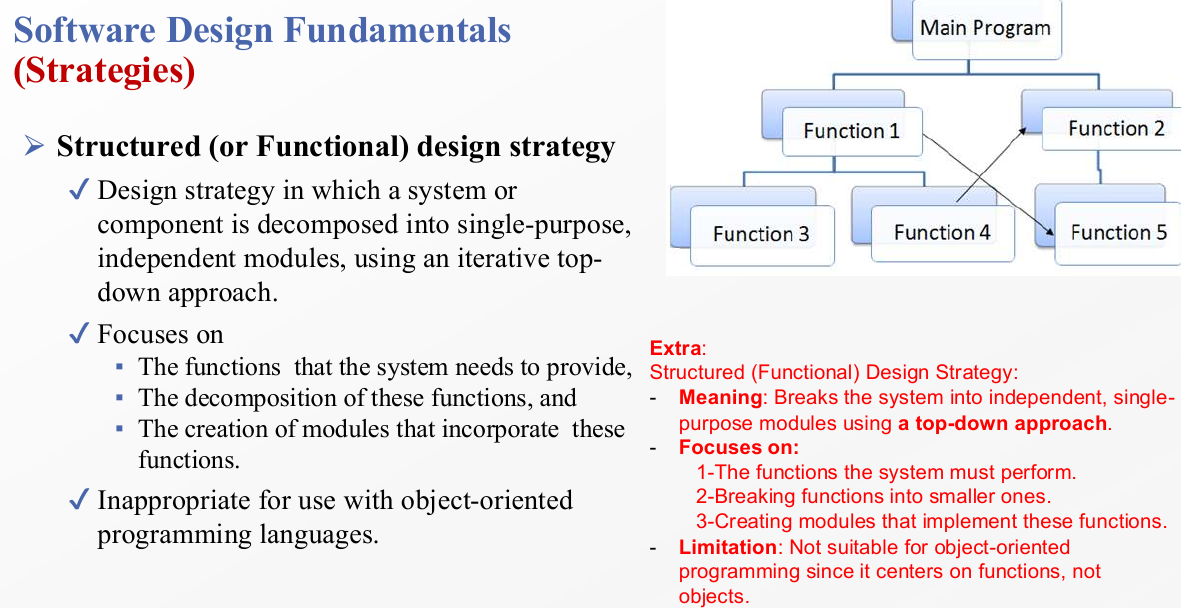 Software Design Fundamentals
(Strategies)
➢ Structured (or Functional) design strategy
✓ Design strategy in which a system or
component is decomposed into single-purpose,
independent modules, using an iterative top-
down approach.
✓ Focuses on
▪ The functions that the system needs to provide,
▪ The decomposition of these functions, and
▪ The creation of modules that incorporate these
functions.
✓ Inappropriate for use with object-oriented
programming languages.
Main Program
Function 1
Function 2
Function 3
Function 4
Function 5
Extra:
Structured (Functional) Design Strategy:
- Meaning: Breaks the system into independent, single-
purpose modules using a top-down approach.
- Focuses on:
1-The functions the system must perform.
2-Breaking functions into smaller ones.
3-Creating modules that implement these functions.
- Limitation: Not suitable for object-oriented
programming since it centers on functions, not
objects.